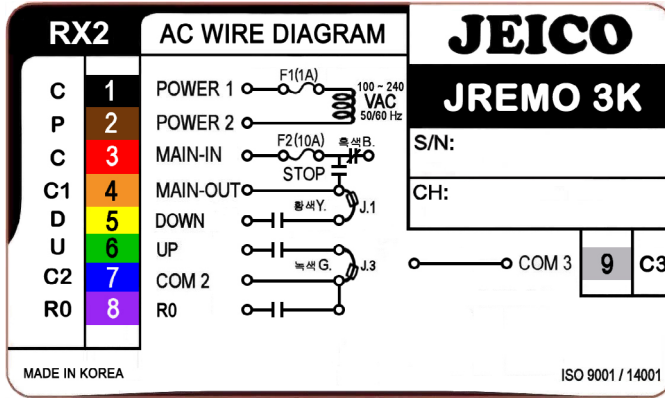 RX2 AC WIRE DIAGRAM JEICO
JREMO 3K
S/N:
CH:
C 1 POWER 1 F1(1A) 100 ~ 240
VAC
50/60 Hz
P 2 POWER 2
C 3 MAIN-IN F2(10A) 흑색B.
STOP
C1 4 MAIN-OUT
황색Y. J.1
D 5 DOWN
U 6 UP
녹색G. J.3
C2 7 COM 2
R0 8 R0
COM 3 9 C3
MADE IN KOREA ISO 9001 / 14001